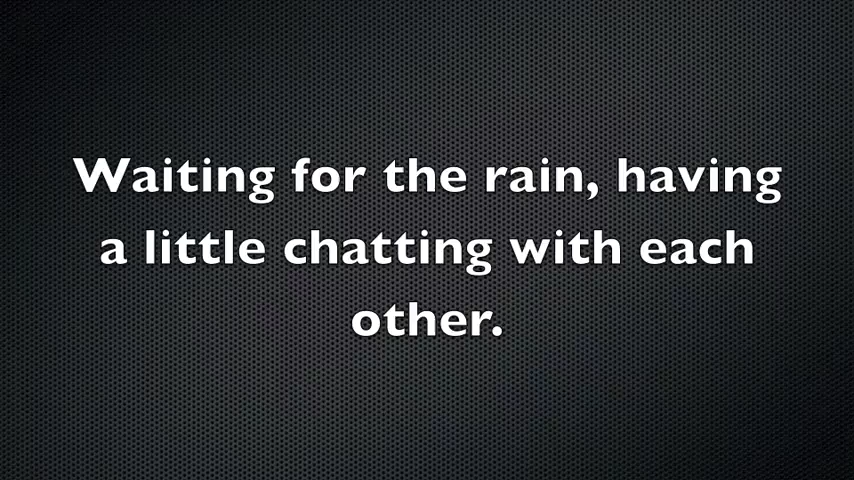 Waiting for the rain, having
a little chatting with each
other.